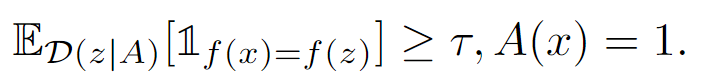 𝔼_{𝒟(z|A)}[𝟙_{f(x)=f(z)}] ≥ τ, A(x) = 1.